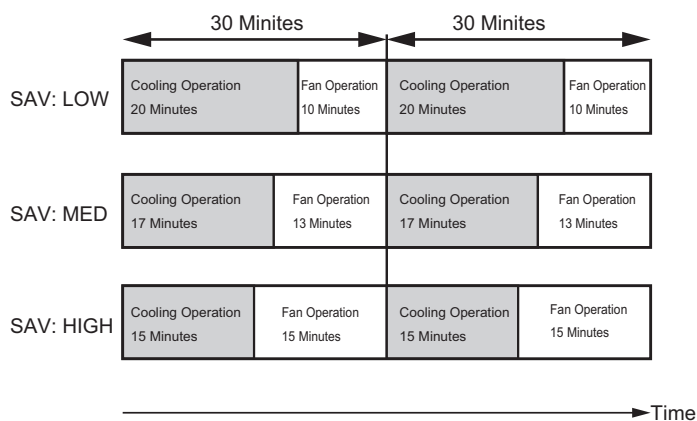 30 Minites
30 Minites
SAV: LOW
Cooling Operation
20 Minutes
Fan Operation
10 Minutes
Cooling Operation
20 Minutes
Fan Operation
10 Minutes
SAV: MED
Cooling Operation
17 Minutes
Fan Operation
13 Minutes
Cooling Operation
17 Minutes
Fan Operation
13 Minutes
SAV: HIGH
Cooling Operation
15 Minutes
Fan Operation
15 Minutes
Cooling Operation
15 Minutes
Fan Operation
15 Minutes
Time